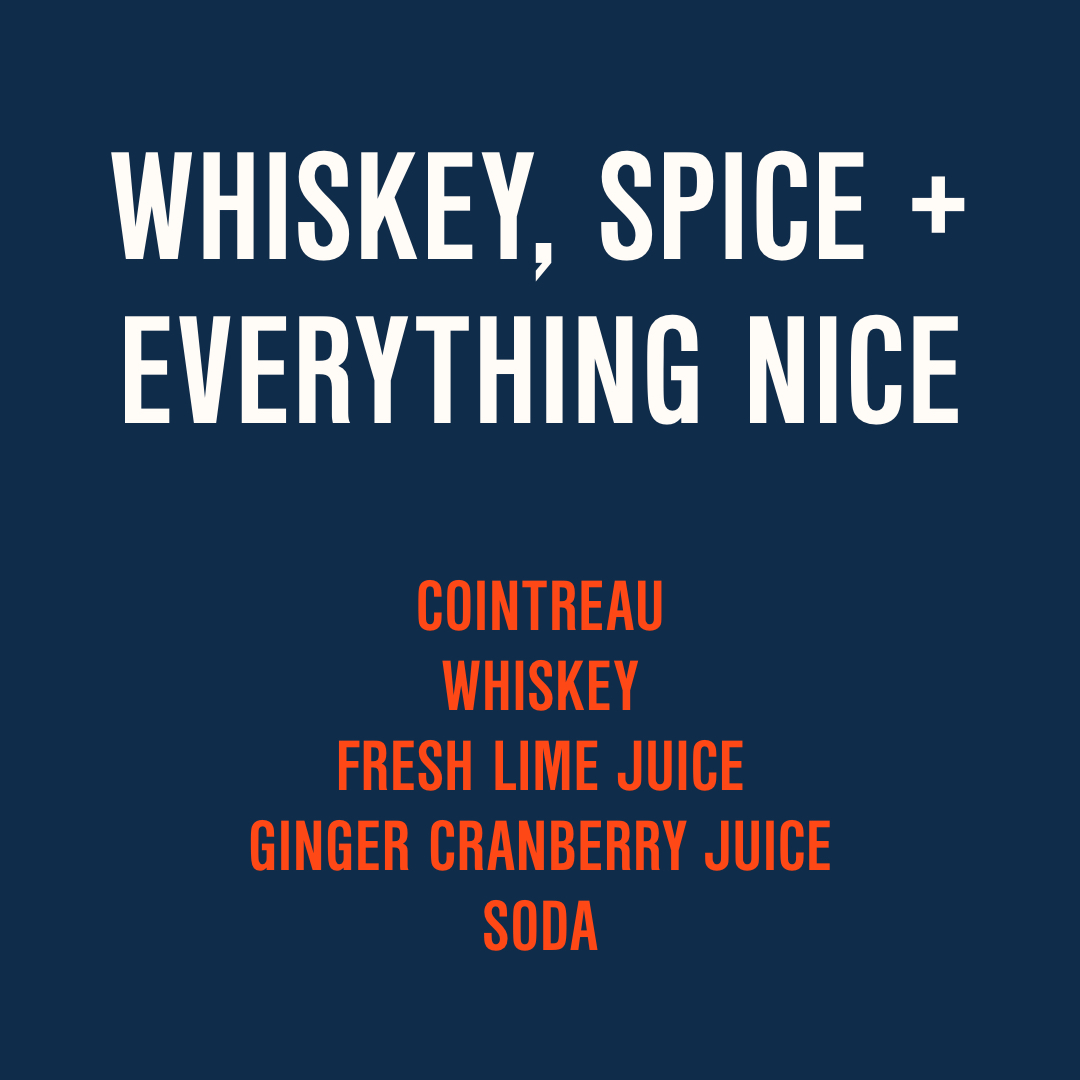 WHISKEY, SPICE +
EVERYTHING NICE
COINTREAU
WHISKEY
FRESH LIME JUICE
GINGER CRANBERRY JUICE
SODA